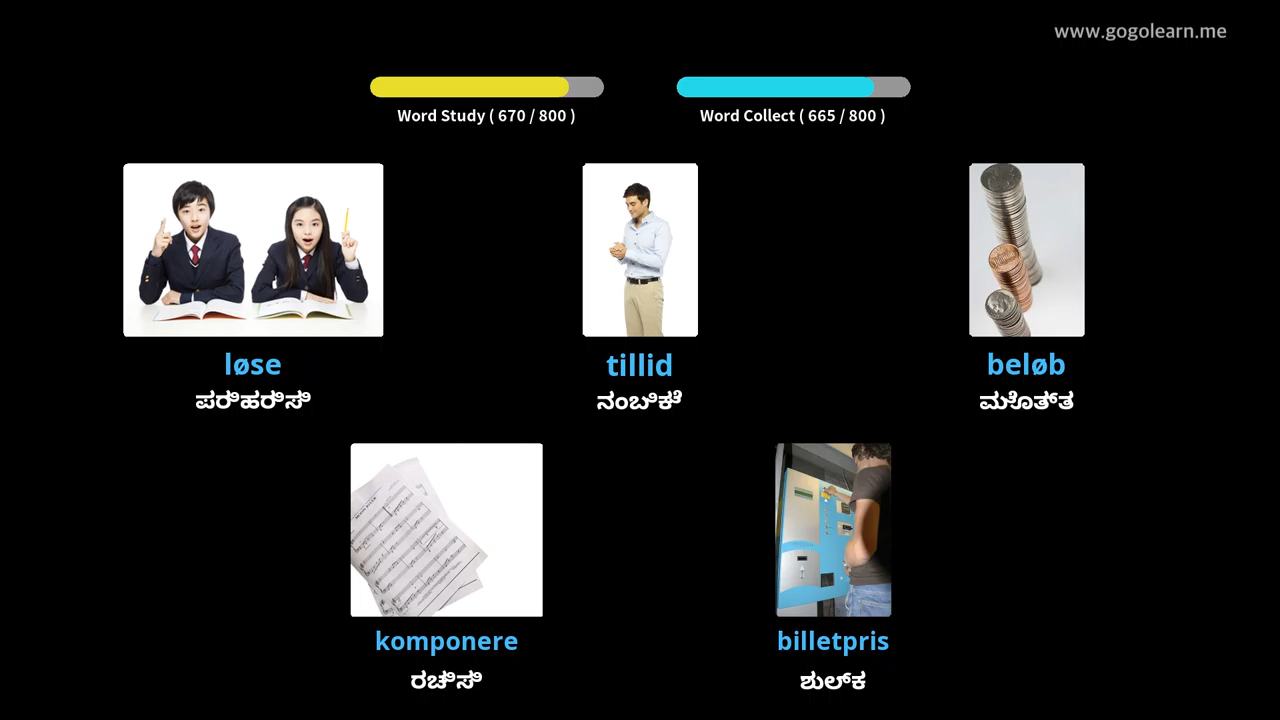 www.gogolearn.me
Word Study ( 670 / 800 )
Word Collect ( 665 / 800 )
løse
tillid
beløb
ಪರಿಹರಿಸಿ
ನಂಬಿಕೆ
ಮೊತ್ತ
komponere
billetpris
ರಚಿಸಿ
ಶುಲ್ಕ